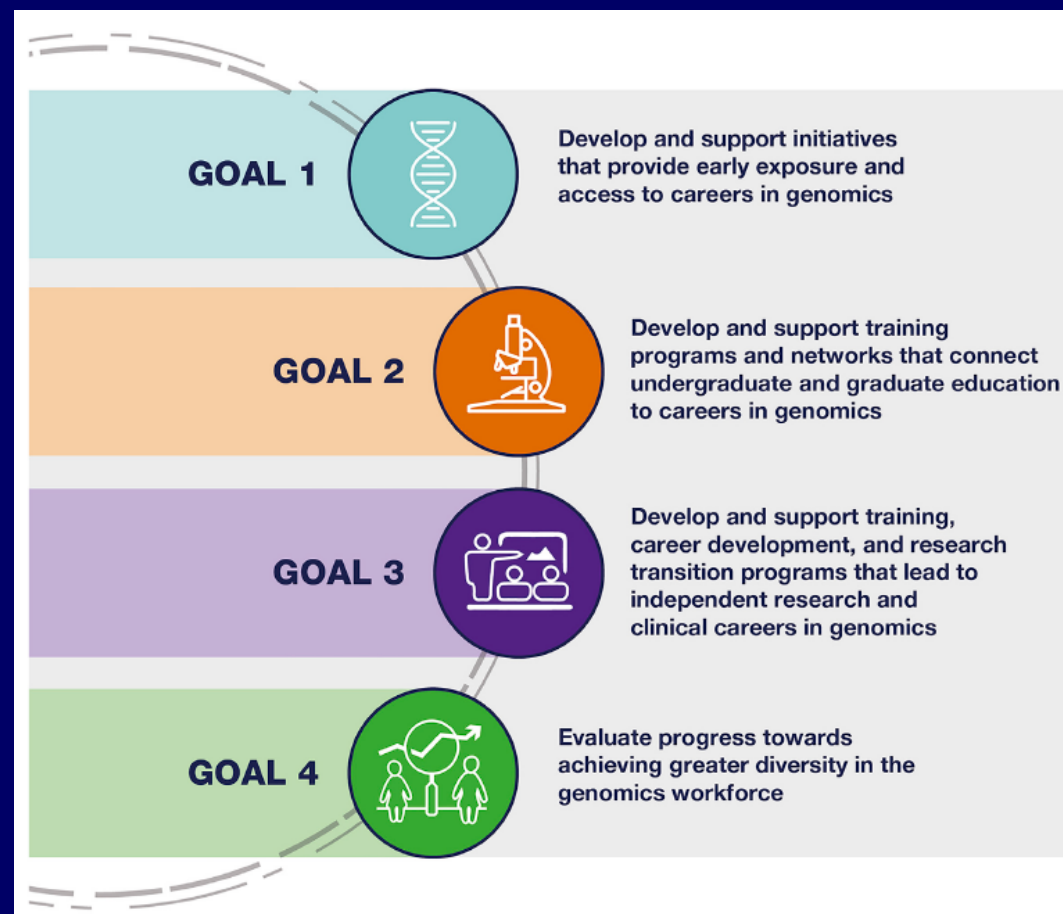 GOAL 1
Develop and support initiatives
that provide early exposure and
access to careers in genomics
GOAL 2
Develop and support training
programs and networks that connect
undergraduate and graduate education
to careers in genomics
GOAL 3
Develop and support training,
career development, and research
transition programs that lead to
independent research and
clinical careers in genomics
GOAL 4
Evaluate progress towards
achieving greater diversity in the
genomics workforce